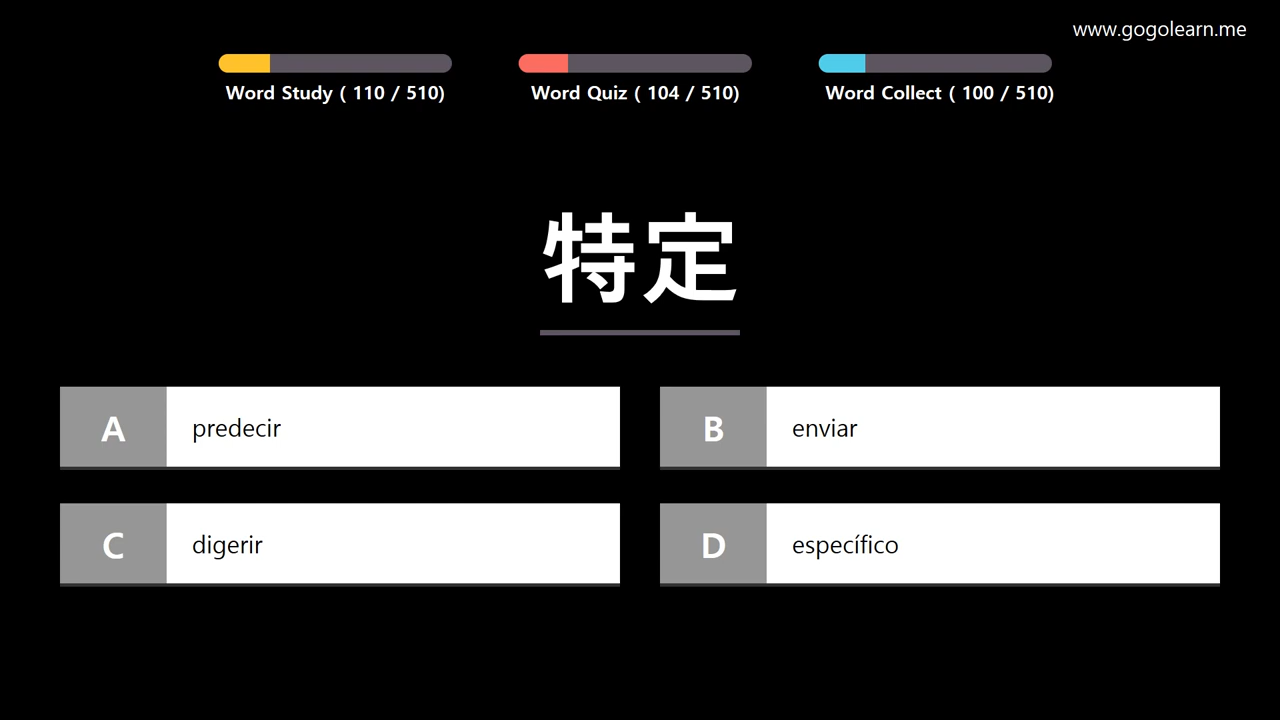 www.gogolearn.me
Word Study ( 110 / 510)
Word Quiz ( 104 / 510)
Word Collect ( 100 / 510)
特定
A predecir
B enviar
C digerir
D específico